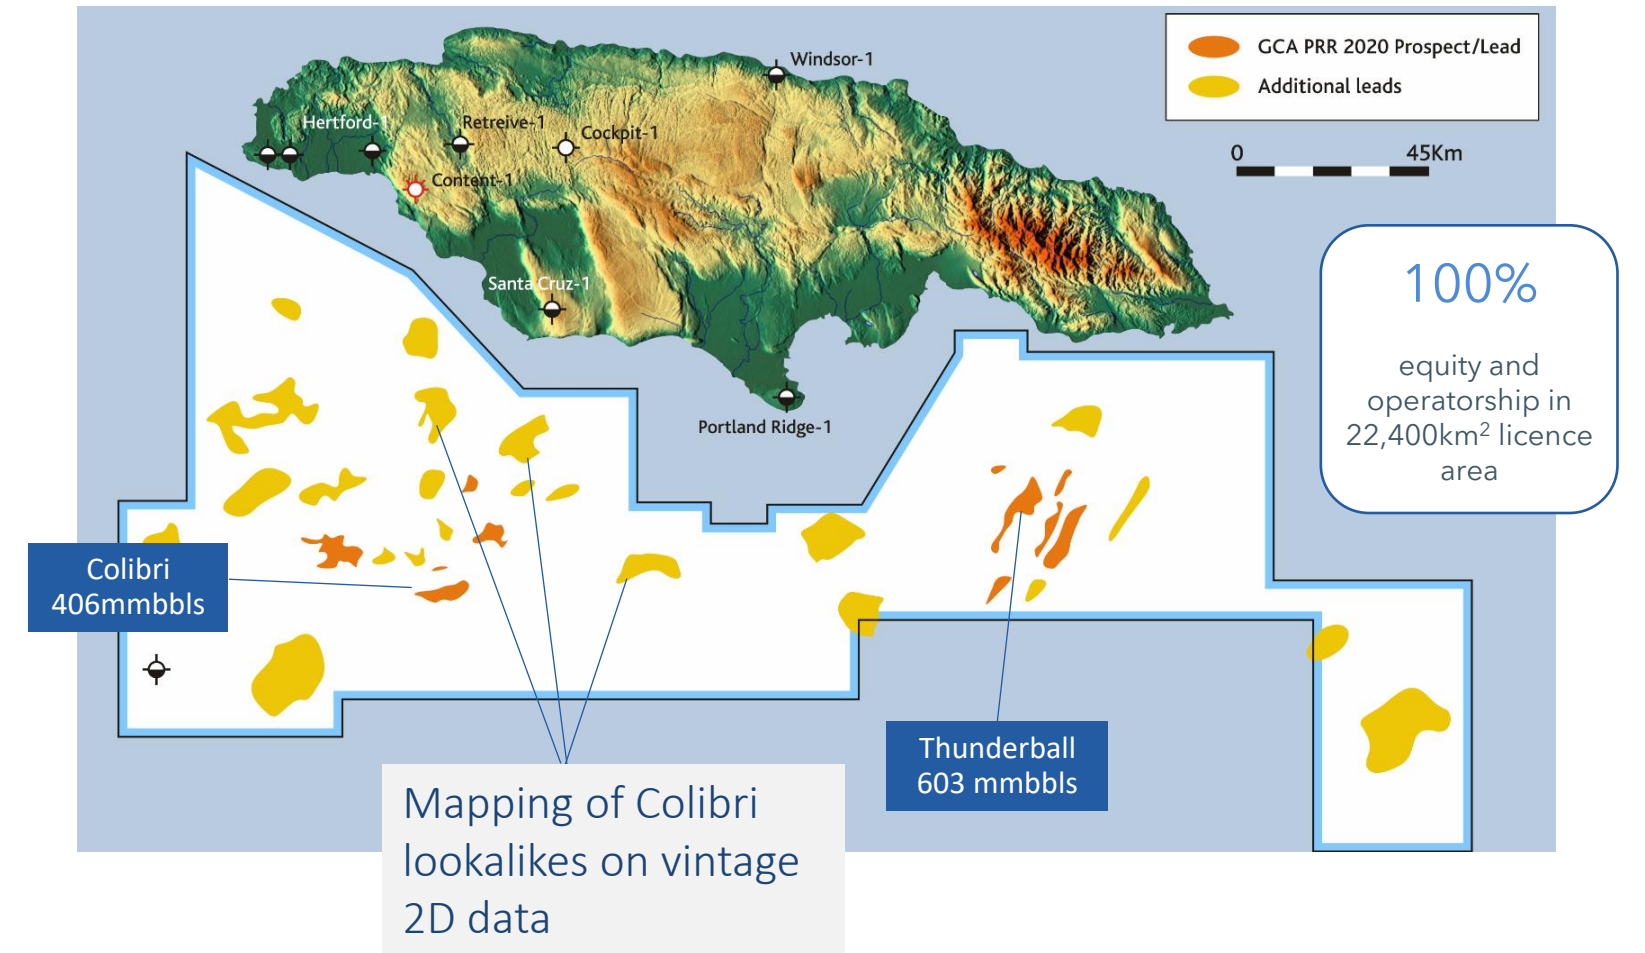 GCA PRR 2020 Prospect/Lead
Additional leads
0 45Km
Windsor-1
Hertford-1
Retreive-1
Cockpit-1
Content-1
Santa Cruz-1
Portland Ridge-1
100%
equity and
operatorship in
22,400km² licence
area
Colibri
406mmbbls
Thunderball
603 mmbbls
Mapping of Colibri
lookalikes on vintage
2D data